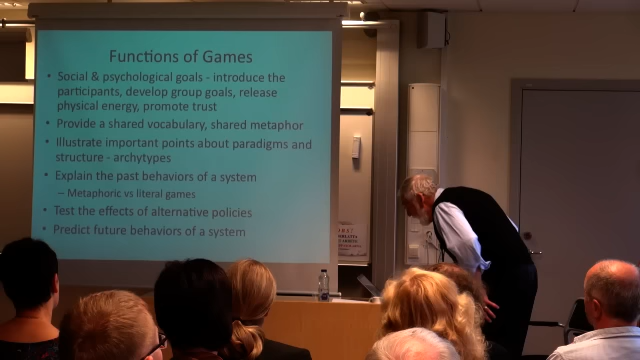 Functions of Games
• Social & psychological goals - introduce the
participants, develop group goals, release
physical energy, promote trust
• Provide a shared vocabulary, shared metaphor
• Illustrate important points about paradigms and
structure - archytypes
• Explain the past behaviors of a system
– Metaphoric vs literal games
• Test the effects of alternative policies
• Predict future behaviors of a system